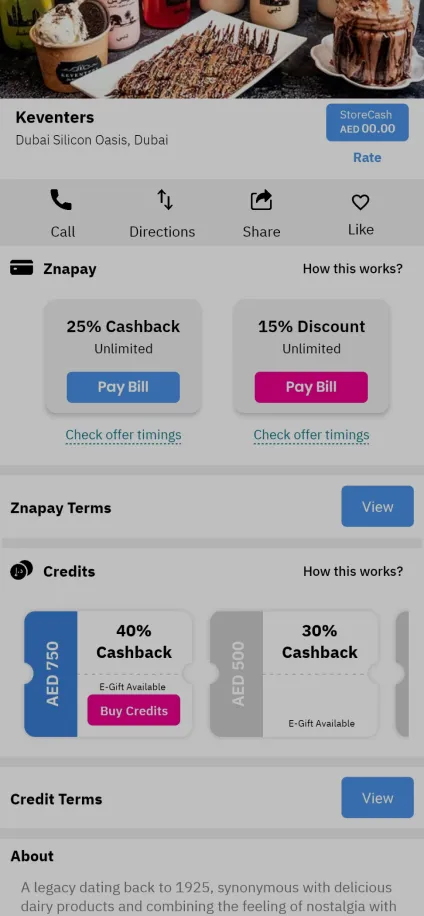 KEVENTERS
Keventers
StoreCash
AED 00.00
Dubai Silicon Oasis, Dubai
Rate
Call
Directions
Share
Like
Znapay
How this works?
25% Cashback
Unlimited
Pay Bill
Check offer timings
15% Discount
Unlimited
Pay Bill
Check offer timings
Znapay Terms
View
Credits
How this works?
AED 750
40%
Cashback
E-Gift Available
Buy Credits
AED 500
30%
Cashback
E-Gift Available
Credit Terms
View
About
A legacy dating back to 1925, synonymous with delicious
dairy products and combining the feeling of nostalgia with